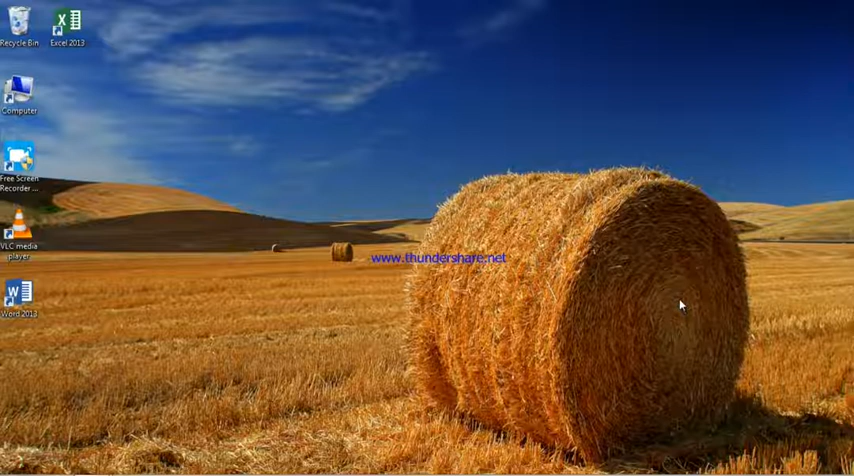 Recycle Bin
Excel 2013
Computer
Free Screen
Recorder ...
VLC media
player
Word 2013
www.thundershare.net